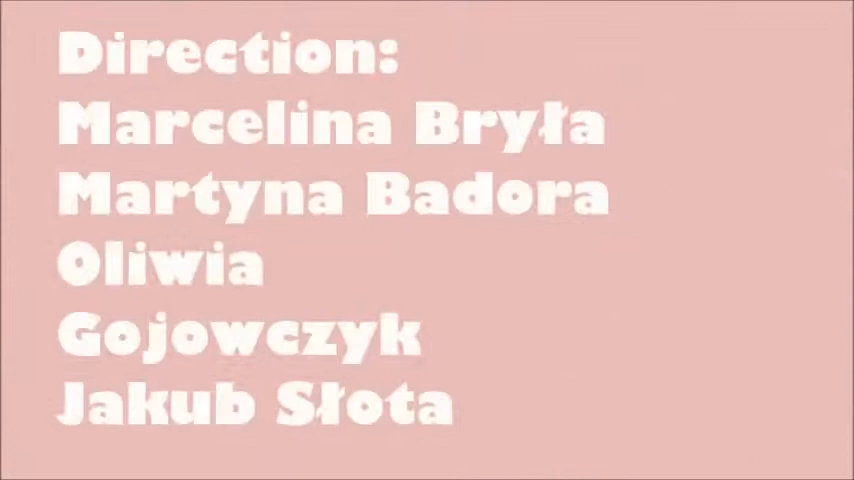 Direction:
Marcelina Bryła
Martyna Badora
Oliwia
Gojowczyk
Jakub Słota